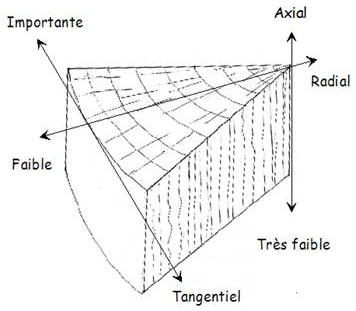 Importante
Axial
Radial
Faible
Très faible
Tangentiel